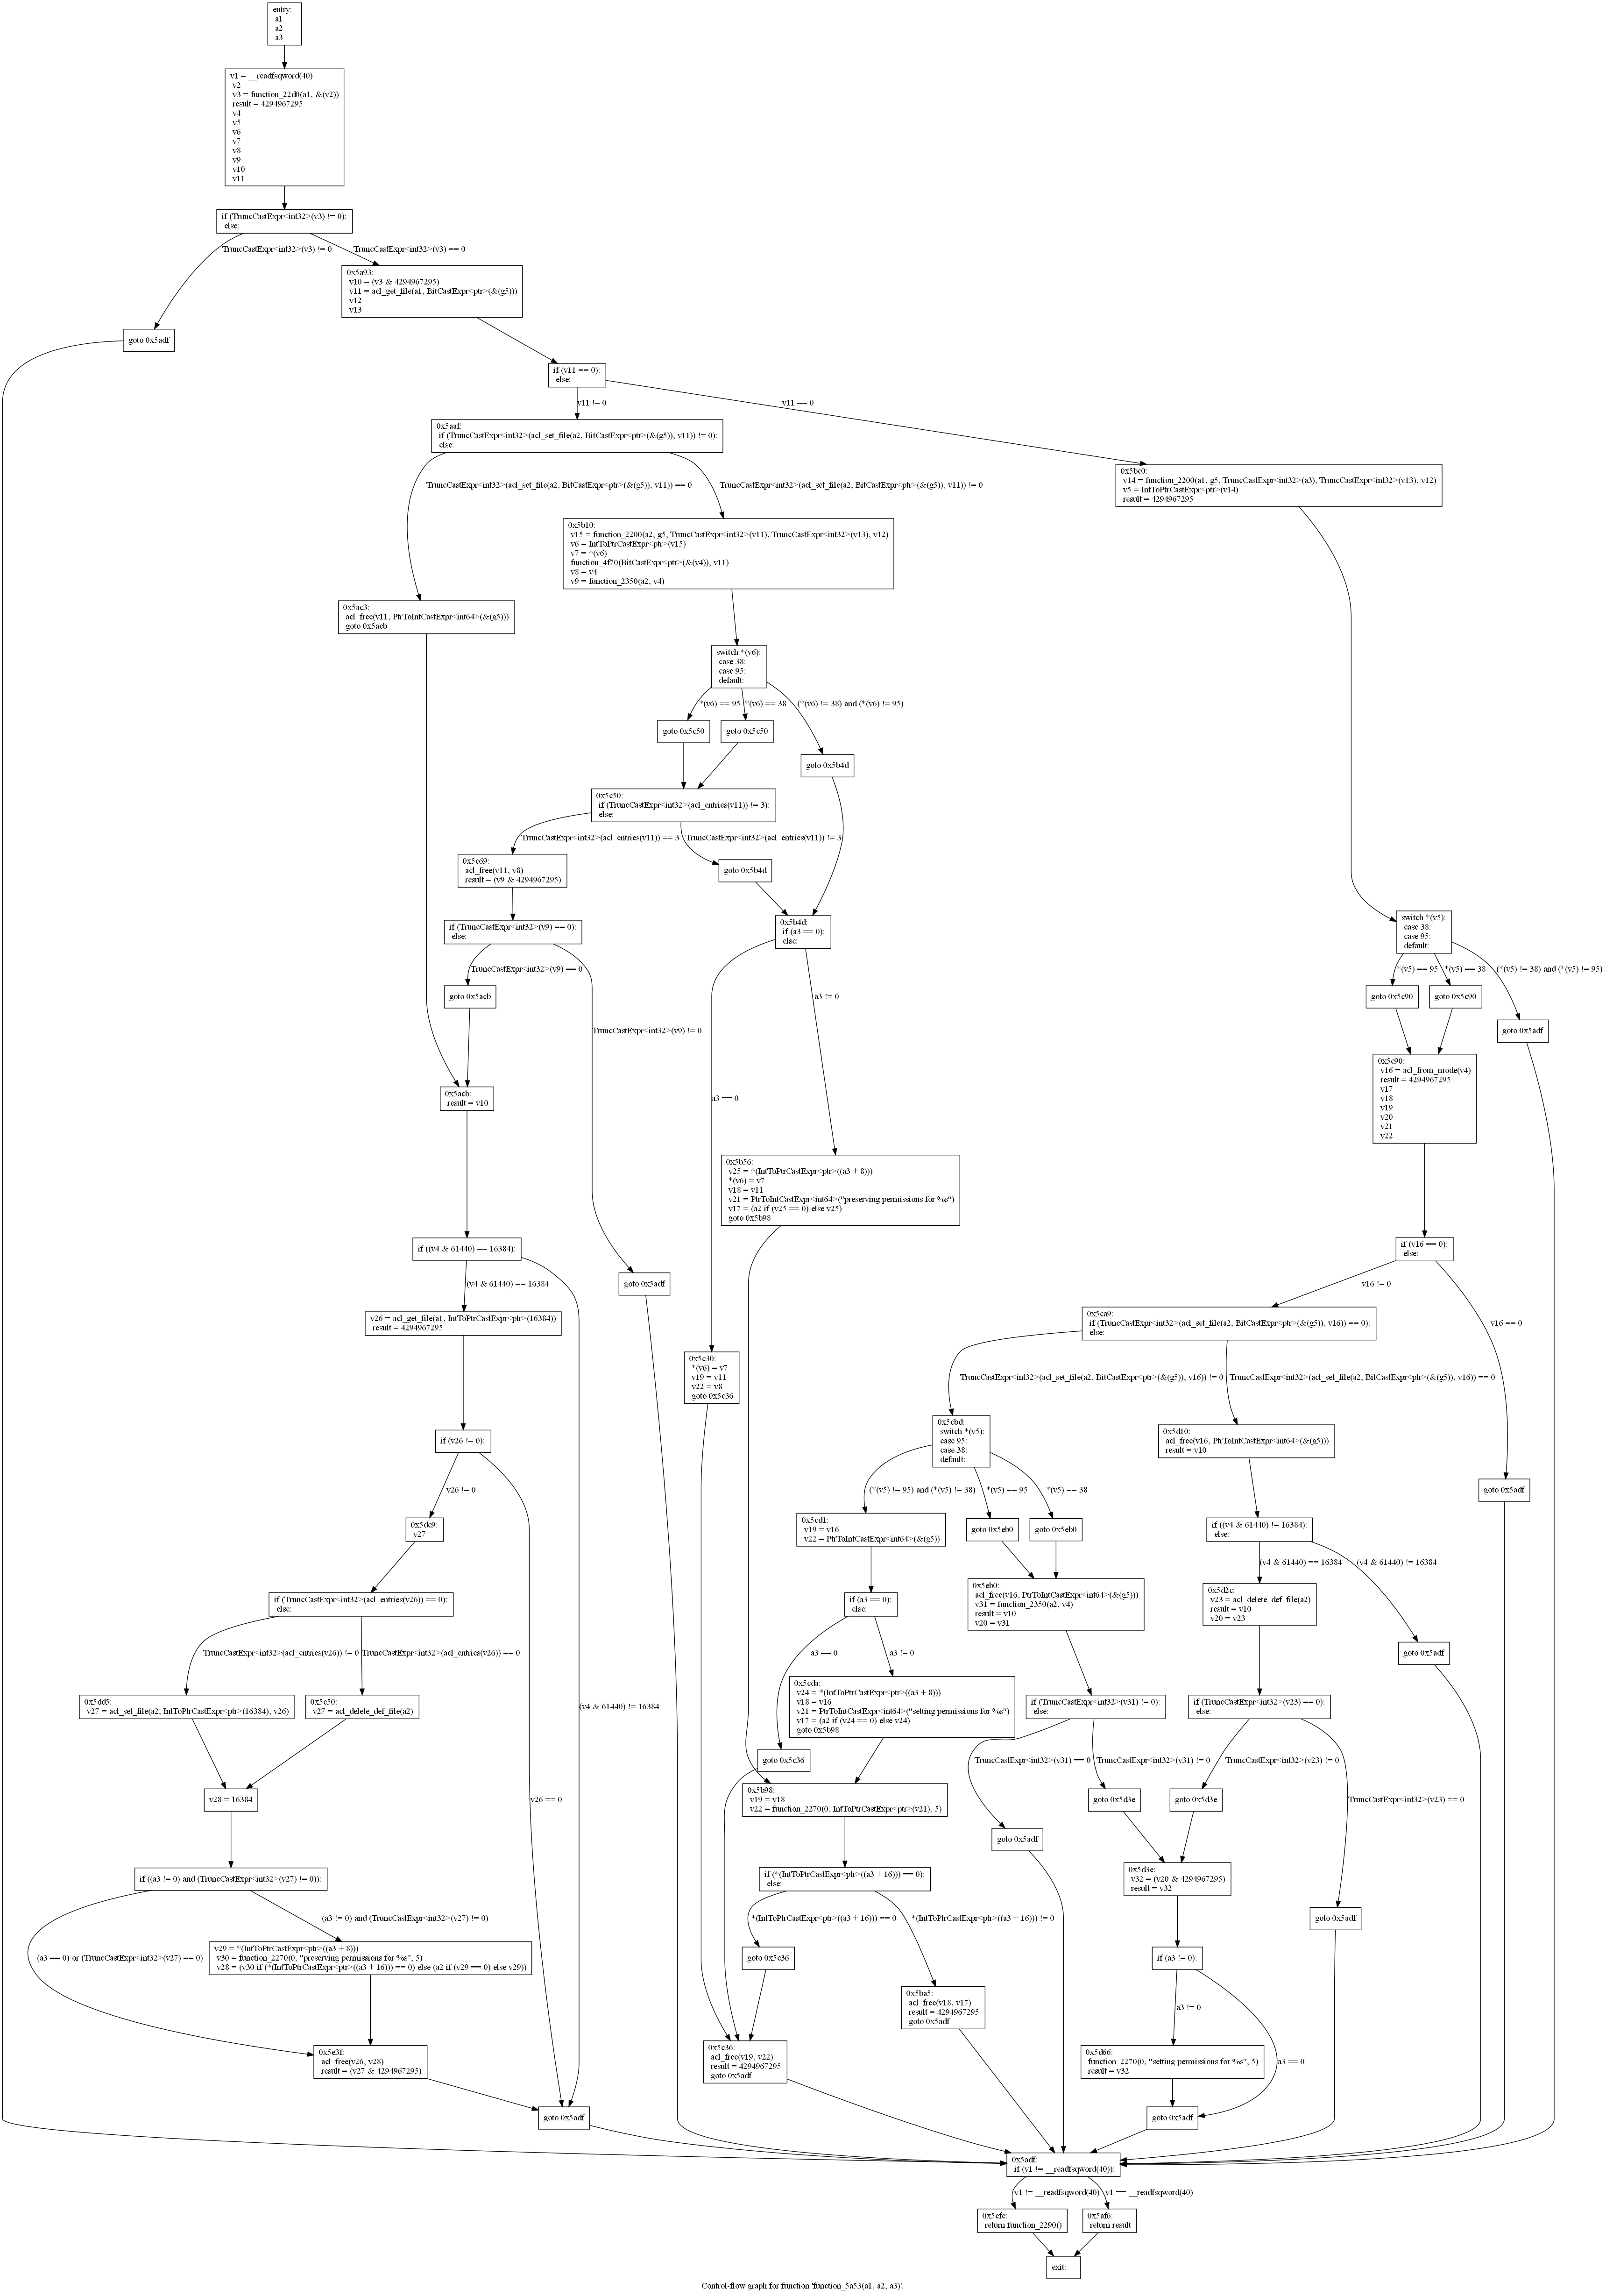 entry:
a1
a2
a3
v1 = __readfsqword(40)
v2
v3 = function_22d0(a1, &(v2))
result = 4294967295
v4
v5
v6
v7
v8
v9
v10
v11
if (TruncCastExpr<int32>(v3) != 0):
else:
TruncCastExpr<int32>(v3) != 0
TruncCastExpr<int32>(v3) == 0
0x5a93:
v10 = (v3 & 4294967295)
v11 = acl_get_file(a1, BitCastExpr<ptr>(&(g5)))
v12
v13
goto 0x5adf
if (v11 == 0):
else:
v11 != 0
v11 == 0
0x5aaf:
if (TruncCastExpr<int32>(acl_set_file(a2, BitCastExpr<ptr>(&(g5)), v11)) != 0):
else:
0x5bc0:
v14 = function_2200(a1, g5, TruncCastExpr<int32>(a3), TruncCastExpr<int32>(v13), v12)
v5 = IntToPtrCastExpr<ptr>(v14)
result = 4294967295
TruncCastExpr<int32>(acl_set_file(a2, BitCastExpr<ptr>(&(g5)), v11)) == 0
TruncCastExpr<int32>(acl_set_file(a2, BitCastExpr<ptr>(&(g5)), v11)) != 0
0x5b10:
v15 = function_2200(a2, g5, TruncCastExpr<int32>(v11), TruncCastExpr<int32>(v13), v12)
v6 = IntToPtrCastExpr<ptr>(v15)
v7 = *(v6)
function_4f70(BitCastExpr<ptr>(&(v4)), v11)
v8 = v4
v9 = function_2350(a2, v4)
0x5ac3:
acl_free(v11, PtrToIntCastExpr<int64>(&(g5)))
goto 0x5acb
switch *(v6):
case 38:
case 95:
default:
*(v6) == 95
*(v6) == 38
(*(v6) != 38) and (*(v6) != 95)
goto 0x5c50
goto 0x5c50
goto 0x5b4d
0x5c50:
if (TruncCastExpr<int32>(acl_entries(v11)) != 3):
else:
TruncCastExpr<int32>(acl_entries(v11)) == 3
TruncCastExpr<int32>(acl_entries(v11)) != 3
0x5c69:
acl_free(v11, v8)
result = (v9 & 4294967295)
goto 0x5b4d
if (TruncCastExpr<int32>(v9) == 0):
else:
0x5b4d:
if (a3 == 0):
else:
switch *(v5):
case 38:
case 95:
default:
TruncCastExpr<int32>(v9) == 0
*(v5) == 95
*(v5) == 38
(*(v5) != 38) and (*(v5) != 95)
goto 0x5acb
a3 != 0
goto 0x5c90
goto 0x5c90
goto 0x5adf
TruncCastExpr<int32>(v9) != 0
0x5c90:
v16 = acl_from_mode(v4)
result = 4294967295
v17
v18
v19
v20
v21
v22
0x5acb:
result = v10
a3 == 0
0x5b56:
v25 = *(IntToPtrCastExpr<ptr>((a3 + 8)))
*(v6) = v7
v18 = v11
v21 = PtrToIntCastExpr<int64>("preserving permissions for %s")
v17 = (a2 if (v25 == 0) else v25)
goto 0x5b98
if ((v4 & 61440) == 16384):
if (v16 == 0):
else:
(v4 & 61440) == 16384
goto 0x5adf
v16 != 0
v26 = acl_get_file(a1, IntToPtrCastExpr<ptr>(16384))
result = 4294967295
0x5ca9:
if (TruncCastExpr<int32>(acl_set_file(a2, BitCastExpr<ptr>(&(g5)), v16)) == 0):
else:
v16 == 0
0x5c30:
*(v6) = v7
v19 = v11
v22 = v8
goto 0x5c36
TruncCastExpr<int32>(acl_set_file(a2, BitCastExpr<ptr>(&(g5)), v16)) != 0
TruncCastExpr<int32>(acl_set_file(a2, BitCastExpr<ptr>(&(g5)), v16)) == 0
if (v26 != 0):
0x5cbd:
switch *(v5):
case 95:
case 38:
default:
0x5d10:
acl_free(v16, PtrToIntCastExpr<int64>(&(g5)))
result = v10
v26 != 0
(*(v5) != 95) and (*(v5) != 38)
*(v5) == 95
*(v5) == 38
goto 0x5adf
0x5dc9:
v27
0x5cd1:
v19 = v16
v22 = PtrToIntCastExpr<int64>(&(g5))
goto 0x5eb0
goto 0x5eb0
if ((v4 & 61440) != 16384):
else:
(v4 & 61440) == 16384
(v4 & 61440) != 16384
if (TruncCastExpr<int32>(acl_entries(v26)) == 0):
else:
if (a3 == 0):
else:
0x5eb0:
acl_free(v16, PtrToIntCastExpr<int64>(&(g5)))
v31 = function_2350(a2, v4)
result = v10
v20 = v31
0x5d2c:
v23 = acl_delete_def_file(a2)
result = v10
v20 = v23
TruncCastExpr<int32>(acl_entries(v26)) != 0
TruncCastExpr<int32>(acl_entries(v26)) == 0
a3 == 0
a3 != 0
goto 0x5adf
0x5dd5:
v27 = acl_set_file(a2, IntToPtrCastExpr<ptr>(16384), v26)
0x5e50:
v27 = acl_delete_def_file(a2)
(v4 & 61440) != 16384
0x5cda:
v24 = *(IntToPtrCastExpr<ptr>((a3 + 8)))
v18 = v16
v21 = PtrToIntCastExpr<int64>("setting permissions for %s")
v17 = (a2 if (v24 == 0) else v24)
goto 0x5b98
if (TruncCastExpr<int32>(v31) != 0):
else:
if (TruncCastExpr<int32>(v23) == 0):
else:
goto 0x5c36
TruncCastExpr<int32>(v31) == 0
TruncCastExpr<int32>(v31) != 0
TruncCastExpr<int32>(v23) != 0
v28 = 16384
v26 == 0
0x5b98:
v19 = v18
v22 = function_2270(0, IntToPtrCastExpr<ptr>(v21), 5)
goto 0x5d3e
goto 0x5d3e
TruncCastExpr<int32>(v23) == 0
goto 0x5adf
if ((a3 != 0) and (TruncCastExpr<int32>(v27) != 0)):
if (*(IntToPtrCastExpr<ptr>((a3 + 16))) == 0):
else:
0x5d3e:
v32 = (v20 & 4294967295)
result = v32
(a3 != 0) and (TruncCastExpr<int32>(v27) != 0)
*(IntToPtrCastExpr<ptr>((a3 + 16))) == 0
*(IntToPtrCastExpr<ptr>((a3 + 16))) != 0
goto 0x5adf
(a3 == 0) or (TruncCastExpr<int32>(v27) == 0)
v29 = *(IntToPtrCastExpr<ptr>((a3 + 8)))
v30 = function_2270(0, "preserving permissions for %s", 5)
v28 = (v30 if (*(IntToPtrCastExpr<ptr>((a3 + 16))) == 0) else (a2 if (v29 == 0) else v29))
goto 0x5c36
if (a3 != 0):
0x5ba5:
acl_free(v18, v17)
result = 4294967295
goto 0x5adf
a3 != 0
0x5e3f:
acl_free(v26, v28)
result = (v27 & 4294967295)
0x5c36:
acl_free(v19, v22)
result = 4294967295
goto 0x5adf
0x5d66:
function_2270(0, "setting permissions for %s", 5)
result = v32
a3 == 0
goto 0x5adf
goto 0x5adf
0x5adf:
if (v1 != __readfsqword(40)):
v1 != __readfsqword(40)
v1 == __readfsqword(40)
0x5efe:
return function_2290()
0x5af6:
return result
exit:
Control-flow graph for function 'function_5a53(a1, a2, a3)'.